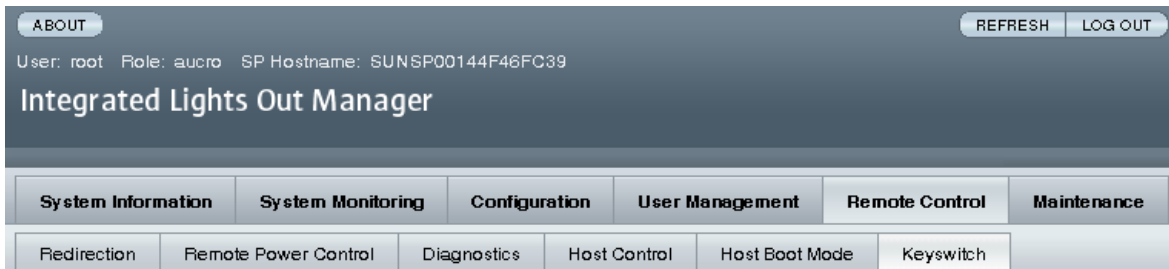 ABOUT REFRESH LOG OUT
User: root Role: aucro SP Hostname: SUNSP00144F46FC39
Integrated Lights Out Manager
System Information System Monitoring Configuration User Management Remote Control Maintenance
Redirection Remote Power Control Diagnostics Host Control Host Boot Mode Keyswitch